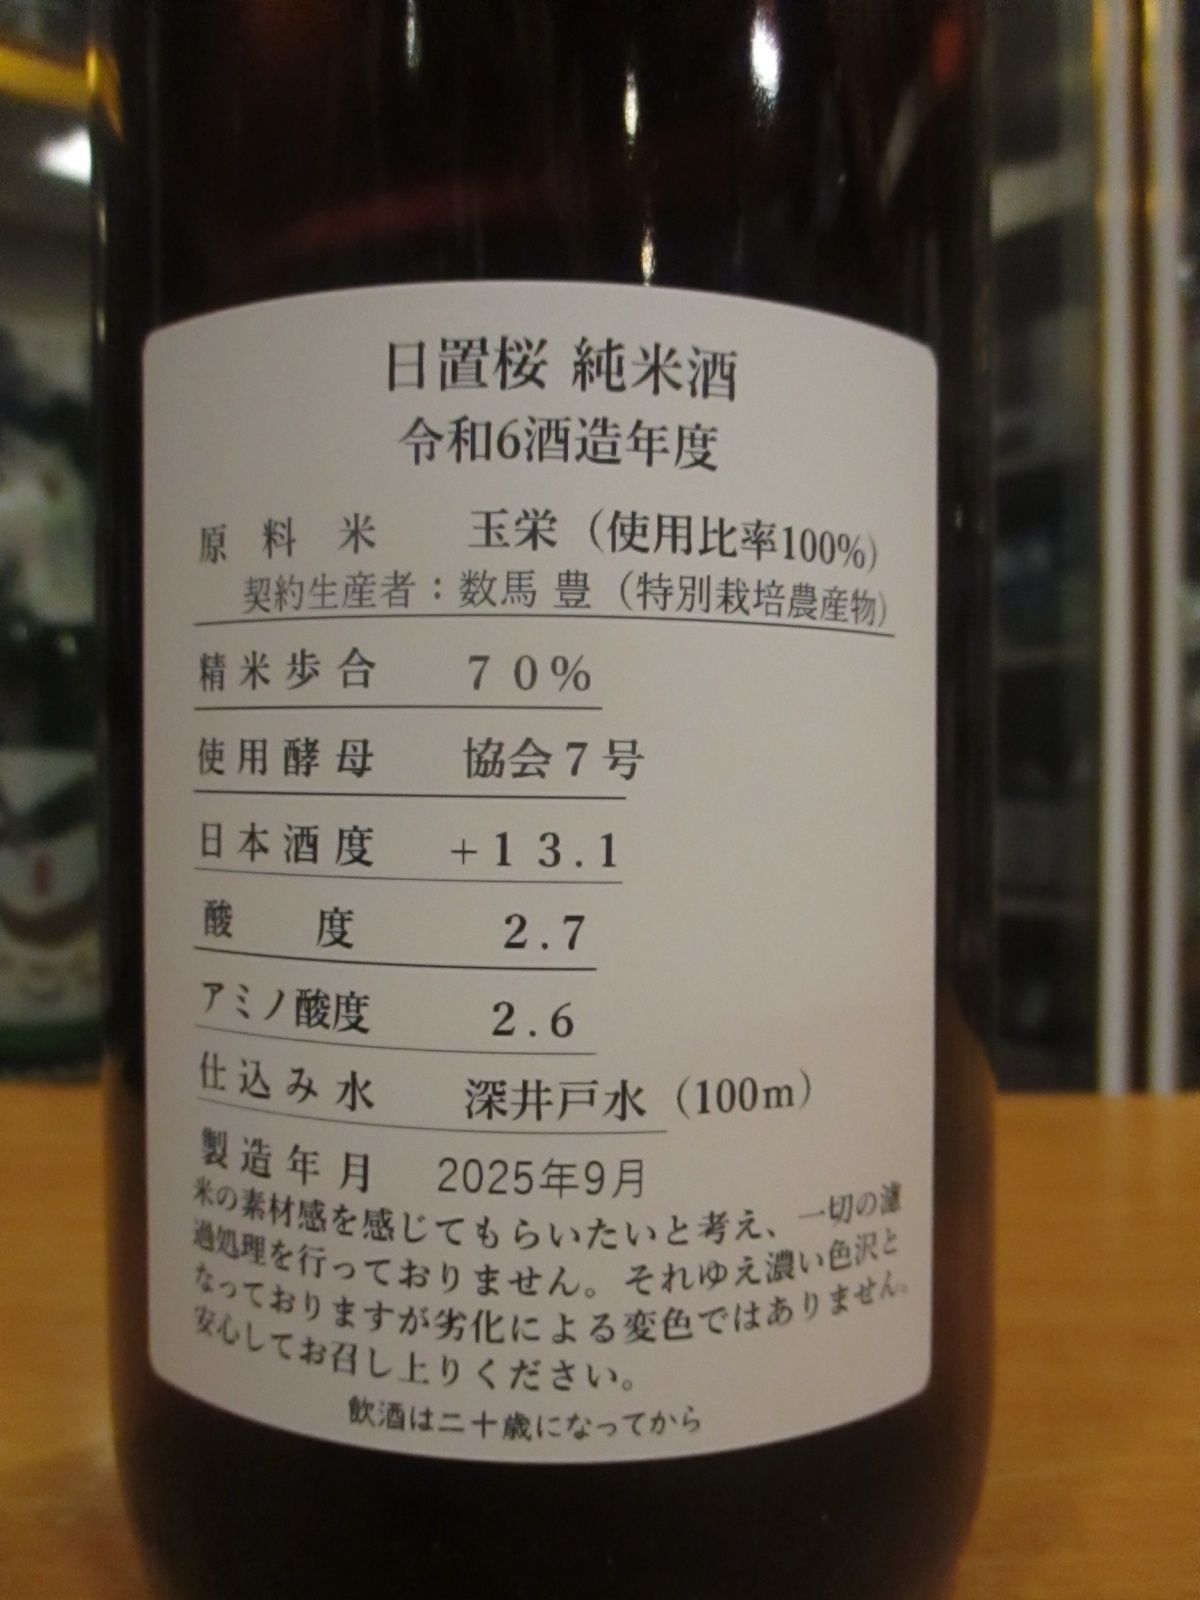 日置桜 純米酒
令和6酒造年度
原料米 玉栄（使用比率100%）
契約生産者：数馬 豊（特別栽培農産物）
精米歩合 70%
使用酵母 協会7号
日本酒度 +13.1
酸度 2.7
アミノ酸度 2.6
仕込み水 深井戸水（100m）
製造年月 2025年9月
米の素材感を感じてもらいたいと考え、一切の濾
過処理を行っておりません。それゆえ濃い色沢と
なっておりますが劣化による変色ではありません。
安心してお召し上りください。
飲酒は二十歳になってから